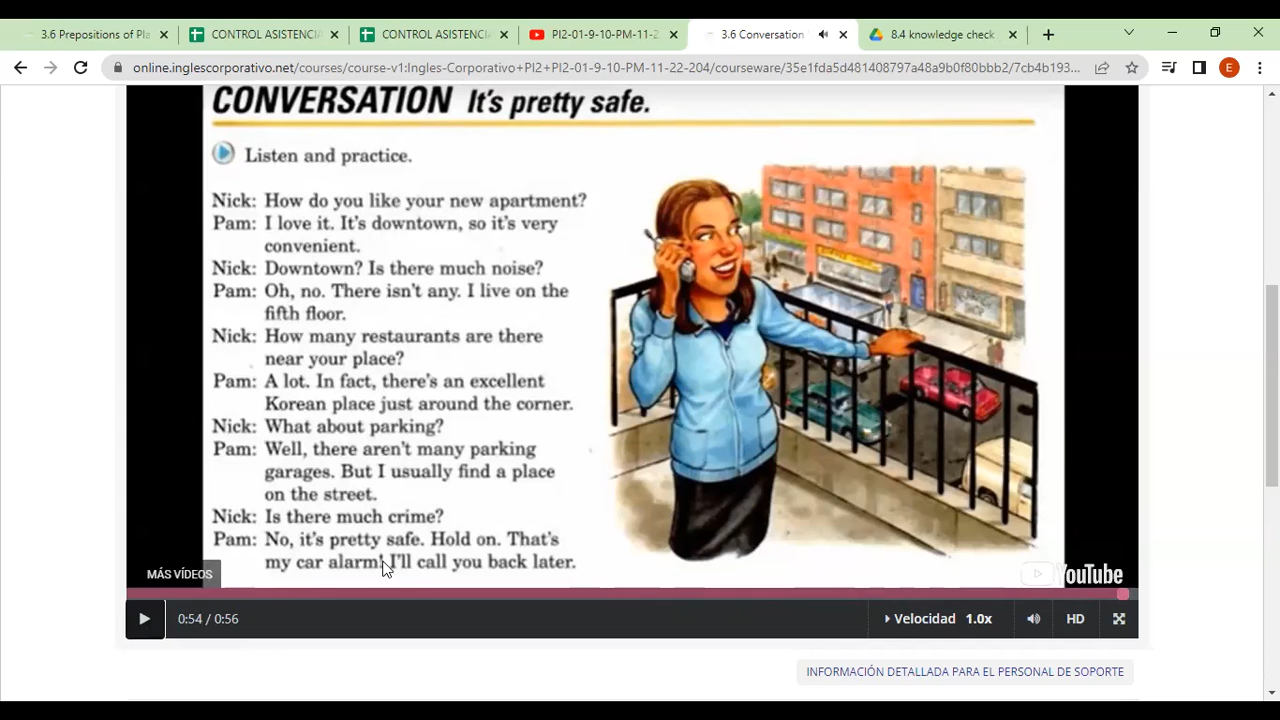 3.6 Prepositions of Pla
CONTROL ASISTENCIA
CONTROL ASISTENCIA
PI2-01-9-10-PM-11-2
3.6 Conversation
8.4 knowledge check
online.inglescorporativo.net/courses/course-v1:Ingles-Corporativo+PI2+PI2-01-9-10-PM-11-22-204/courseware/35e1fda5d481408797a48a9b0f80bbb2/7cb4b193...
E
CONVERSATION It's pretty safe.
Listen and practice.
Nick: How do you like your new apartment?
Pam: I love it. It's downtown, so it's very
convenient.
Nick: Downtown? Is there much noise?
Pam: Oh, no. There isn't any. I live on the
fifth floor.
Nick: How many restaurants are there
near your place?
Pam: A lot. In fact, there's an excellent
Korean place just around the corner.
Nick: What about parking?
Pam: Well, there aren't many parking
garages. But I usually find a place
on the street.
Nick: Is there much crime?
Pam: No, it's pretty safe. Hold on. That's
my car alarm! I'll call you back later.
MÁS VÍDEOS
YouTube
0:54 / 0:56
Velocidad 1.0x
HD
INFORMACIÓN DETALLADA PARA EL PERSONAL DE SOPORTE